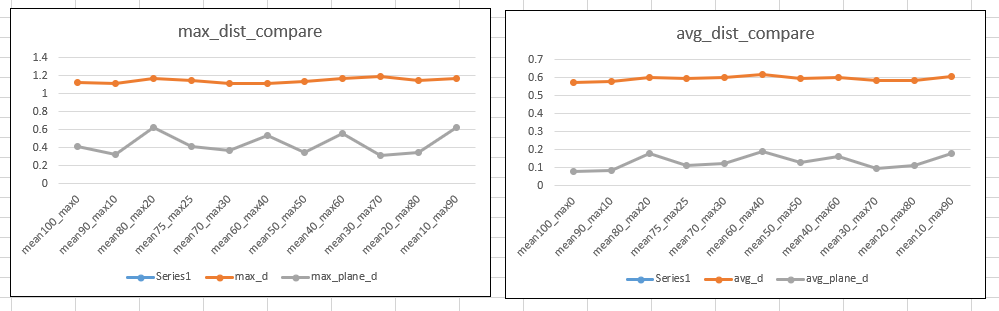 max_dist_compare
1.4
1.2
1
0.8
0.6
0.4
0.2
0
mean100_max0
mean90_max10
mean80_max20
mean75_max25
mean70_max30
mean60_max40
mean50_max50
mean40_max60
mean30_max70
mean20_max80
mean10_max90
Series1 max_d max_plane_d
avg_dist_compare
0.7
0.6
0.5
0.4
0.3
0.2
0.1
0
mean100_max0
mean90_max10
mean80_max20
mean75_max25
mean70_max30
mean60_max40
mean50_max50
mean40_max60
mean30_max70
mean20_max80
mean10_max90
Series1 avg_d avg_plane_d